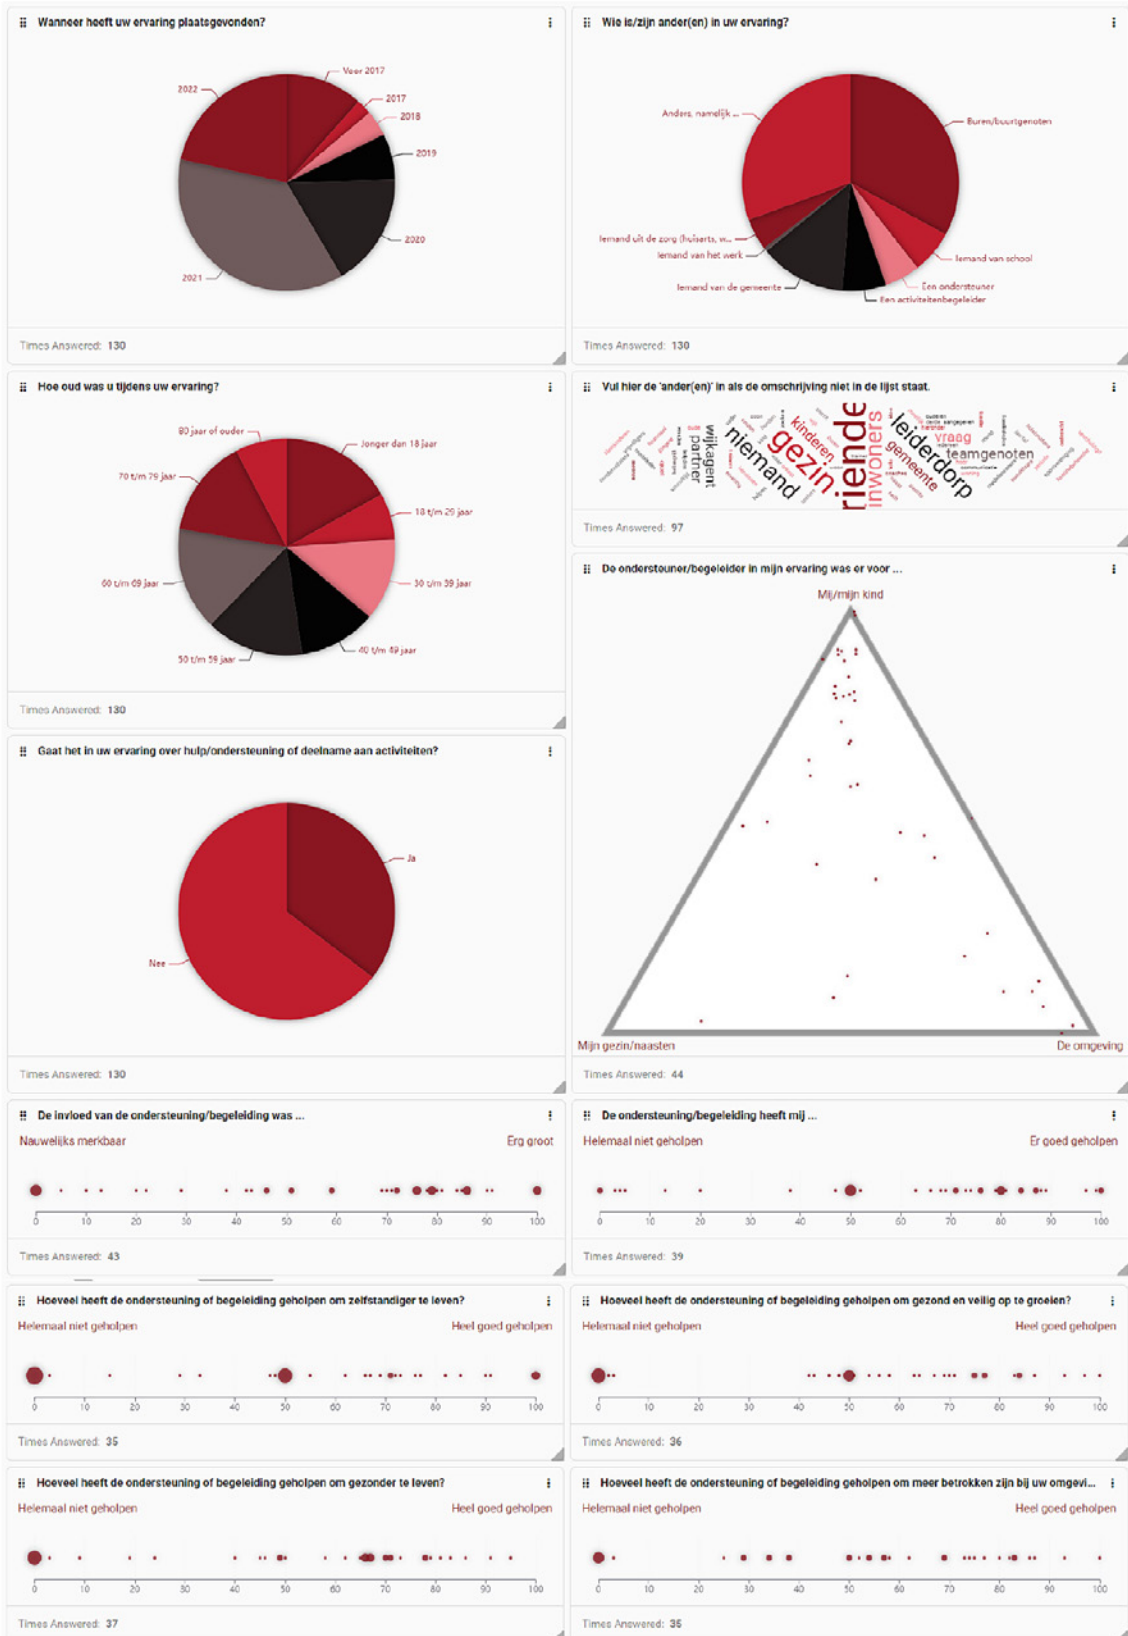 Wanneer heeft uw ervaring plaatsgevonden?
Voor 2017
2017
2018
2019
2020
2021
2022
Times Answered: 130
Wie is/zijn ander(en) in uw ervaring?
Buren/buurtgenoten
Iemand van school
Een ondersteuner
Een activiteitenbegeleider
Iemand van de gemeente
Iemand van het werk
Iemand uit de zorg (huisarts, w...
Anders, namelijk ...
Times Answered: 130
Hoe oud was u tijdens uw ervaring?
Jonger dan 18 jaar
18 t/m 29 jaar
30 t/m 39 jaar
40 t/m 49 jaar
50 t/m 59 jaar
60 t/m 69 jaar
70 t/m 79 jaar
80 jaar of ouder
Times Answered: 130
Vul hier de 'ander(en)' in als de omschrijving niet in de lijst staat.
wijkagent
partner
niemand
gezin
kinderen
riende
inwoners
leiderdorp
gemeente
vraag
teamgenoten
Times Answered: 97
De ondersteuner/begeleider in mijn ervaring was er voor ...
Mij/mijn kind
Mijn gezin/naasten
De omgeving
Times Answered: 44
Gaat het in uw ervaring over hulp/ondersteuning of deelname aan activiteiten?
Ja
Nee
Times Answered: 130
De invloed van de ondersteuning/begeleiding was ...
Nauwelijks merkbaar
Erg groot
0 10 20 30 40 50 60 70 80 90 100
Times Answered: 43
De ondersteuning/begeleiding heeft mij ...
Helemaal niet geholpen
Er goed geholpen
0 10 20 30 40 50 60 70 80 90 100
Times Answered: 39
Hoeveel heeft de ondersteuning of begeleiding geholpen om zelfstandiger te leven?
Helemaal niet geholpen
Heel goed geholpen
0 10 20 30 40 50 60 70 80 90 100
Times Answered: 35
Hoeveel heeft de ondersteuning of begeleiding geholpen om gezond en veilig op te groeien?
Helemaal niet geholpen
Heel goed geholpen
0 10 20 30 40 50 60 70 80 90 100
Times Answered: 36
Hoeveel heeft de ondersteuning of begeleiding geholpen om gezonder te leven?
Helemaal niet geholpen
Heel goed geholpen
0 10 20 30 40 50 60 70 80 90 100
Times Answered: 37
Hoeveel heeft de ondersteuning of begeleiding geholpen om meer betrokken zijn bij uw omgevi...
Helemaal niet geholpen
Heel goed geholpen
0 10 20 30 40 50 60 70 80 90 100
Times Answered: 35